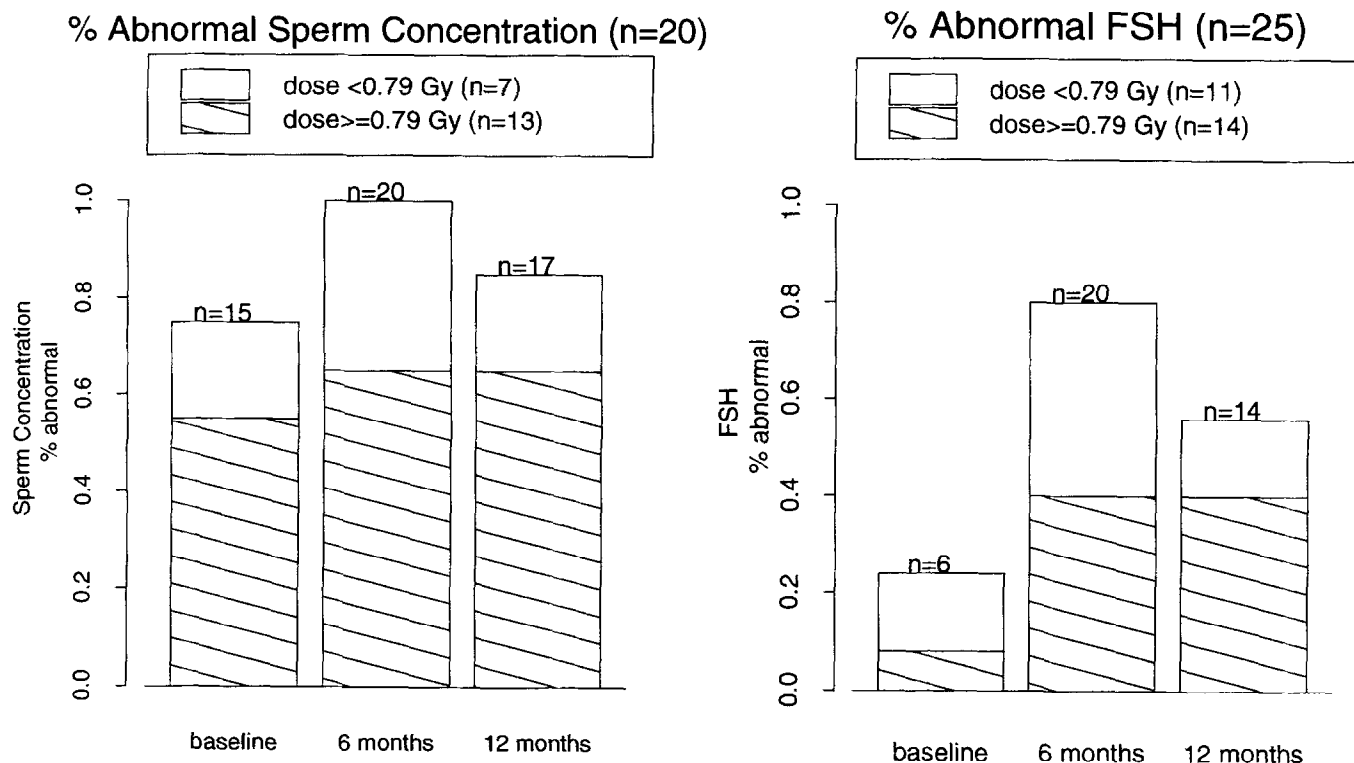 % Abnormal Sperm Concentration (n=20)
dose <0.79 Gy (n=7)
dose>=0.79 Gy (n=13)
Sperm Concentration
% abnormal
1.0
0.8
0.6
0.4
0.2
0.0
n=15
n=20
n=17
baseline
6 months
12 months
% Abnormal FSH (n=25)
dose <0.79 Gy (n=11)
dose>=0.79 Gy (n=14)
FSH
% abnormal
1.0
0.8
0.6
0.4
0.2
0.0
n=6
n=20
n=14
baseline
6 months
12 months